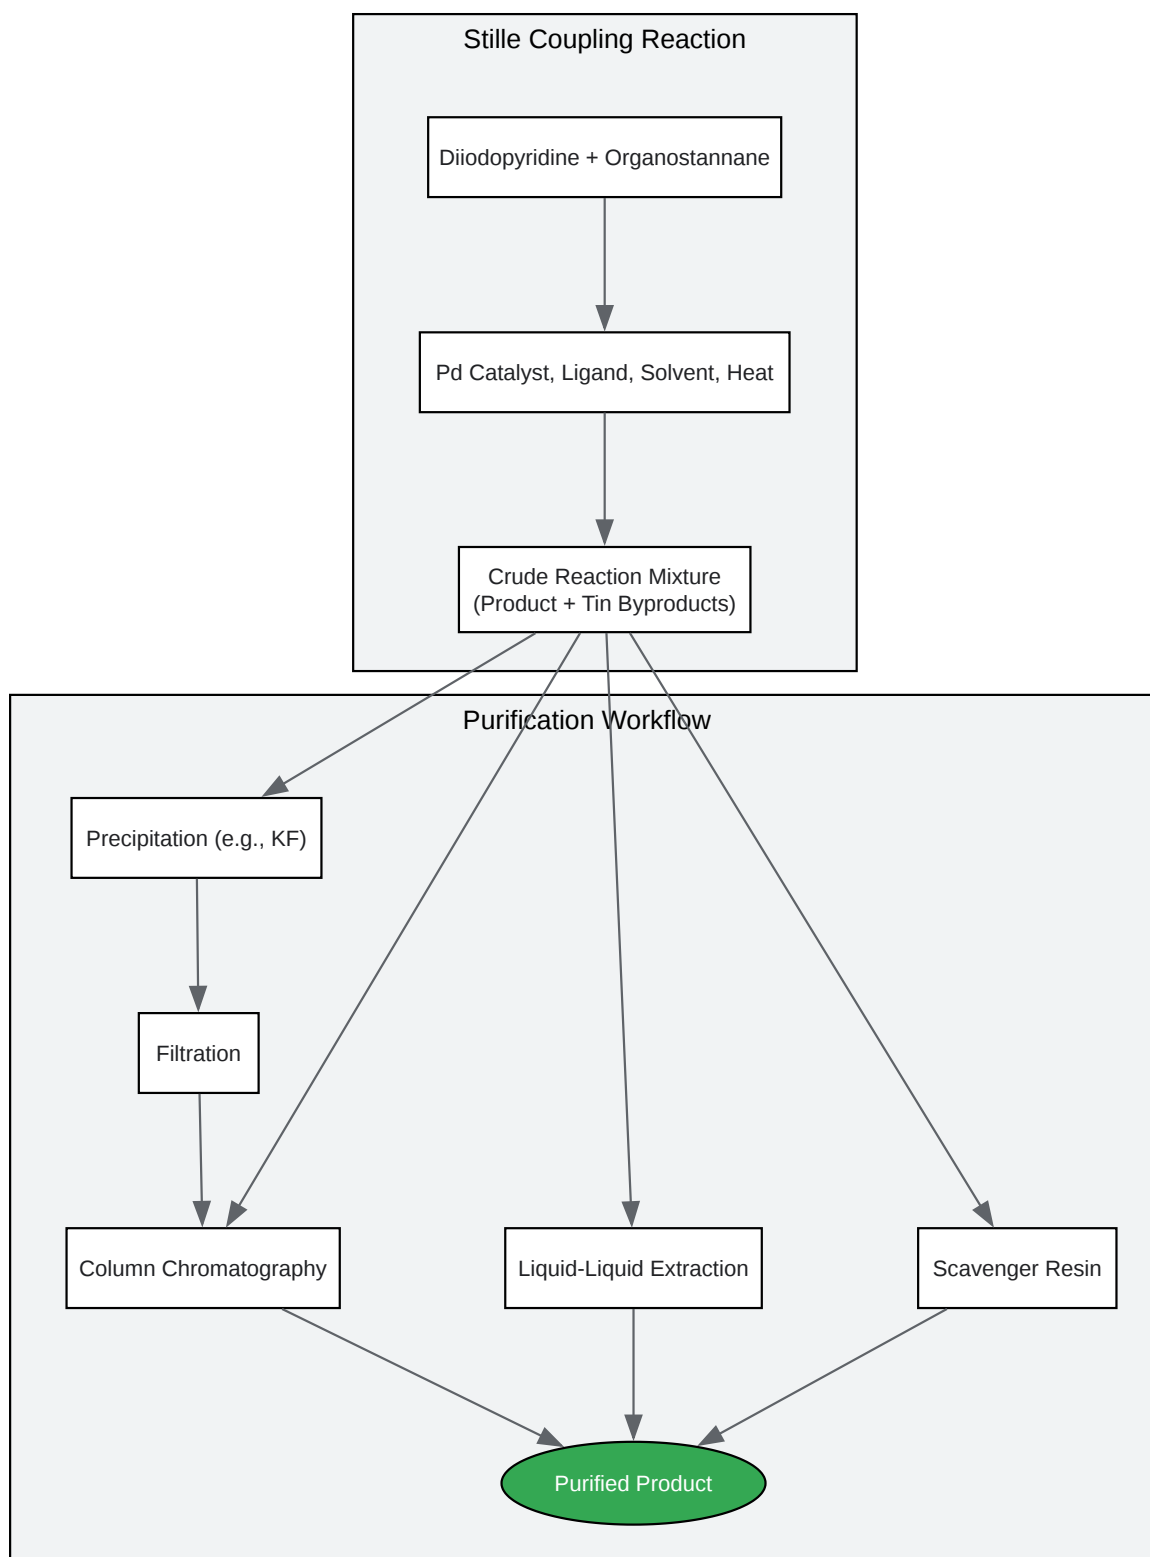 Stille Coupling Reaction
Diiodopyridine + Organostannane
Pd Catalyst, Ligand, Solvent, Heat
Crude Reaction Mixture
(Product + Tin Byproducts)
Purification Workflow
Precipitation (e.g., KF)
Filtration
Column Chromatography
Liquid-Liquid Extraction
Scavenger Resin
Purified Product